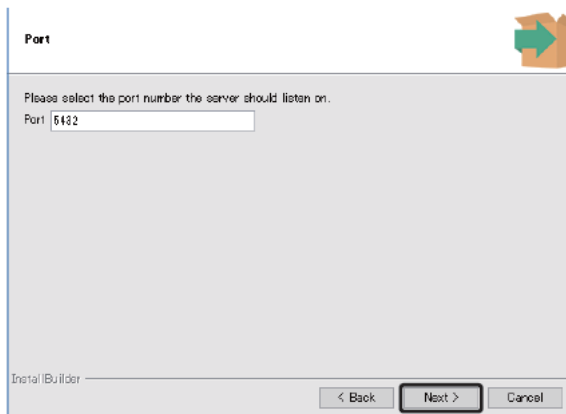 Port
Please select the port number the server should listen on.
Port 5432
InstallBuilder
< Back Next > Cancel